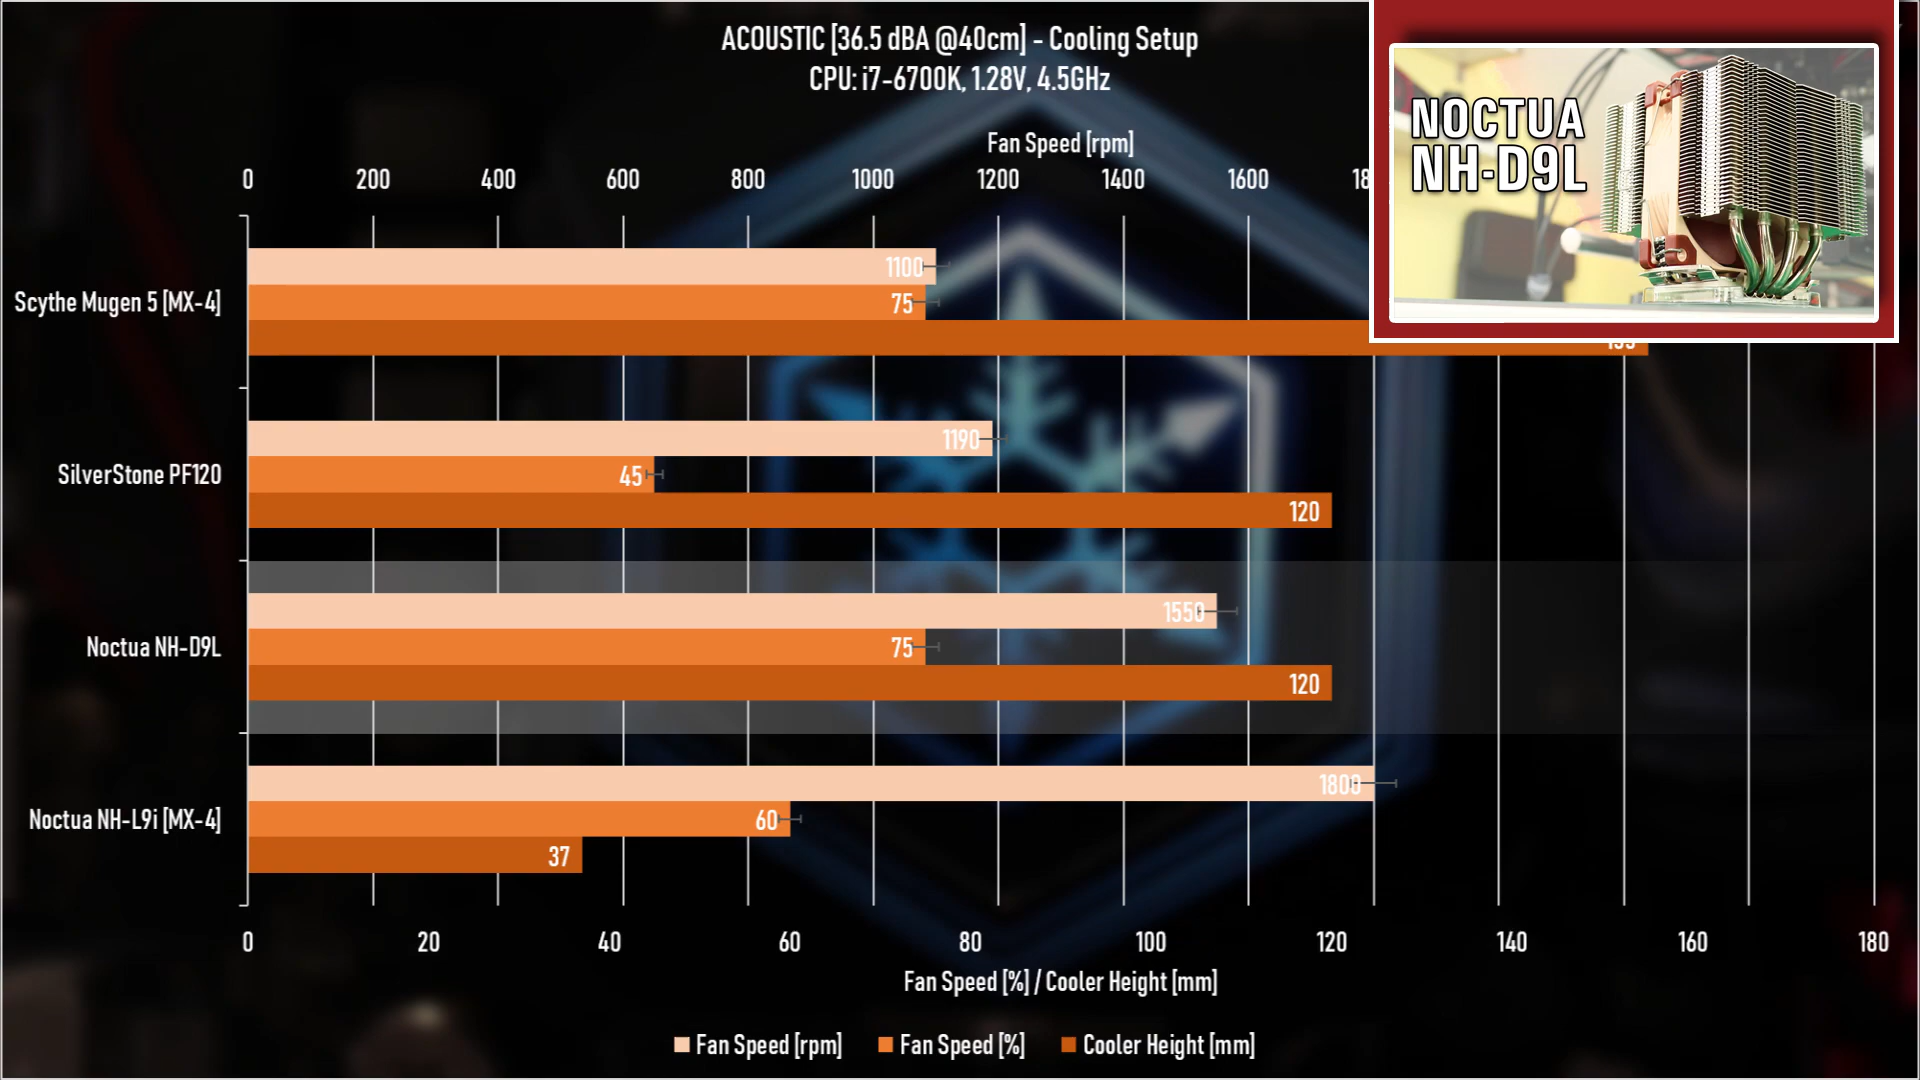 ACOUSTIC [36.5 dBA @40cm] - Cooling Setup
CPU: i7-6700K, 1.28V, 4.5GHz
NOCTUA
NH-D9L
Fan Speed [rpm]
0 200 400 600 800 1000 1200 1400 1600
Scythe Mugen 5 [MX-4]
1100
75
SilverStone PF120
1190
45
120
Noctua NH-D9L
1550
75
120
Noctua NH-L9i [MX-4]
1800
60
37
0 20 40 60 80 100 120 140 160 180
Fan Speed [%] / Cooler Height [mm]
Fan Speed [rpm] Fan Speed [%] Cooler Height [mm]